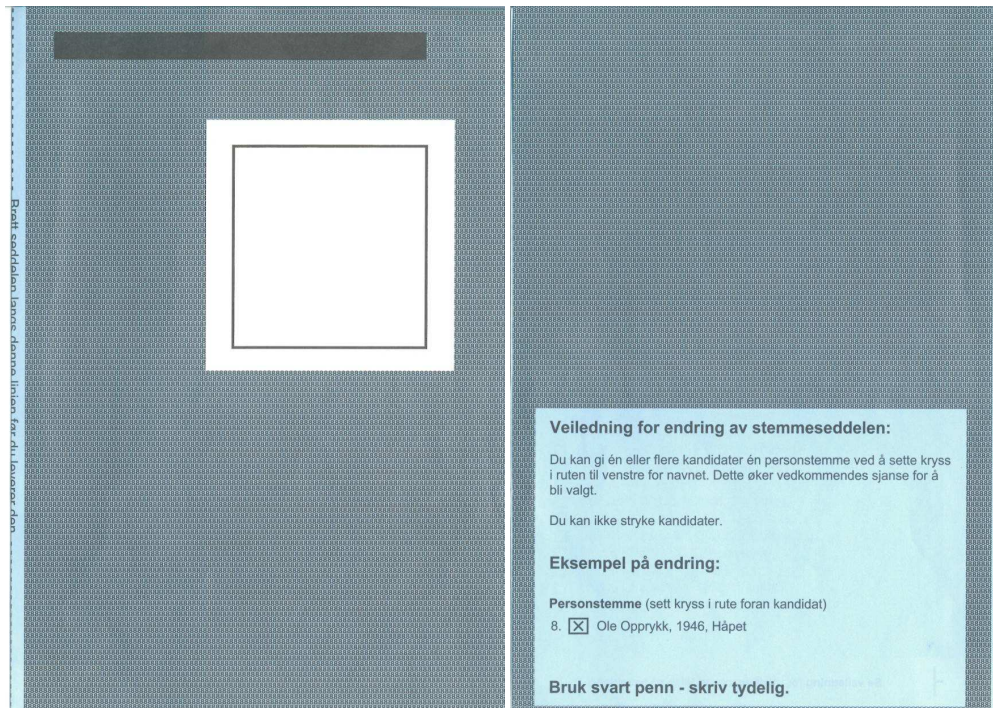 Brett seddelen langs denne linjen før du leverer den
Veiledning for endring av stemmeseddelen:
Du kan gi én eller flere kandidater én personstemme ved å sette kryss
i ruten til venstre for navnet. Dette øker vedkommendes sjanse for å
bli valgt.
Du kan ikke stryke kandidater.
Eksempel på endring:
Personstemme (sett kryss i rute foran kandidat)
8. ☒ Ole Opprykk, 1946, Håpet
Bruk svart penn - skriv tydelig.